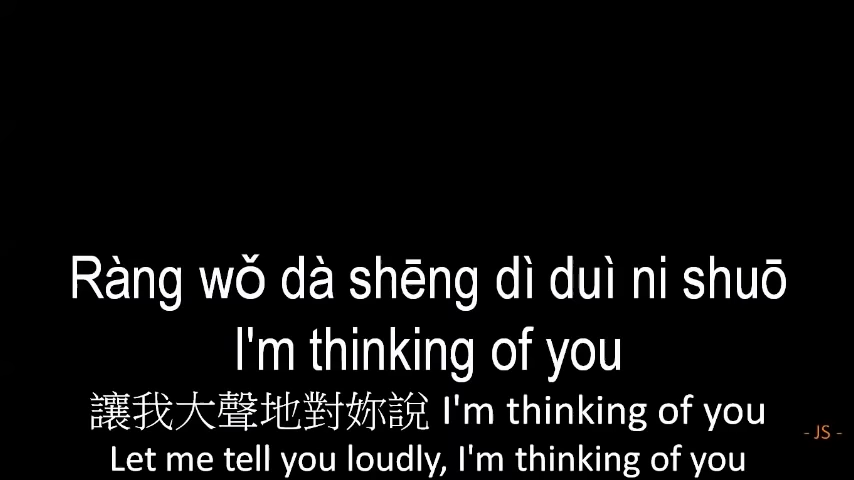 Ràng wǒ dà shēng dì duì ni shuō
I'm thinking of you
讓我大聲地對妳說 I'm thinking of you
- JS -
Let me tell you loudly, I'm thinking of you